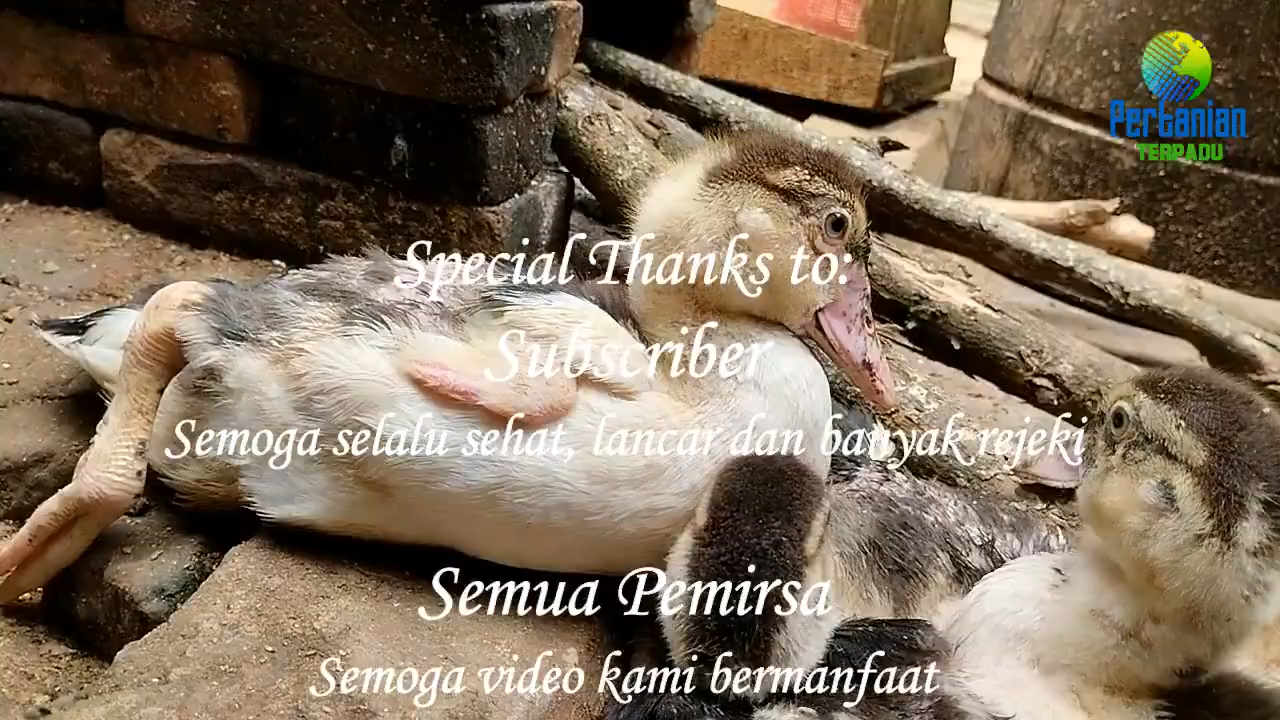 Pertanian
TERPADU
Special Thanks to:
Subscriber
Semoga selalu sehat, lancar dan banyak rejeki
Semua Pemirsa
Semoga video kami bermanfaat